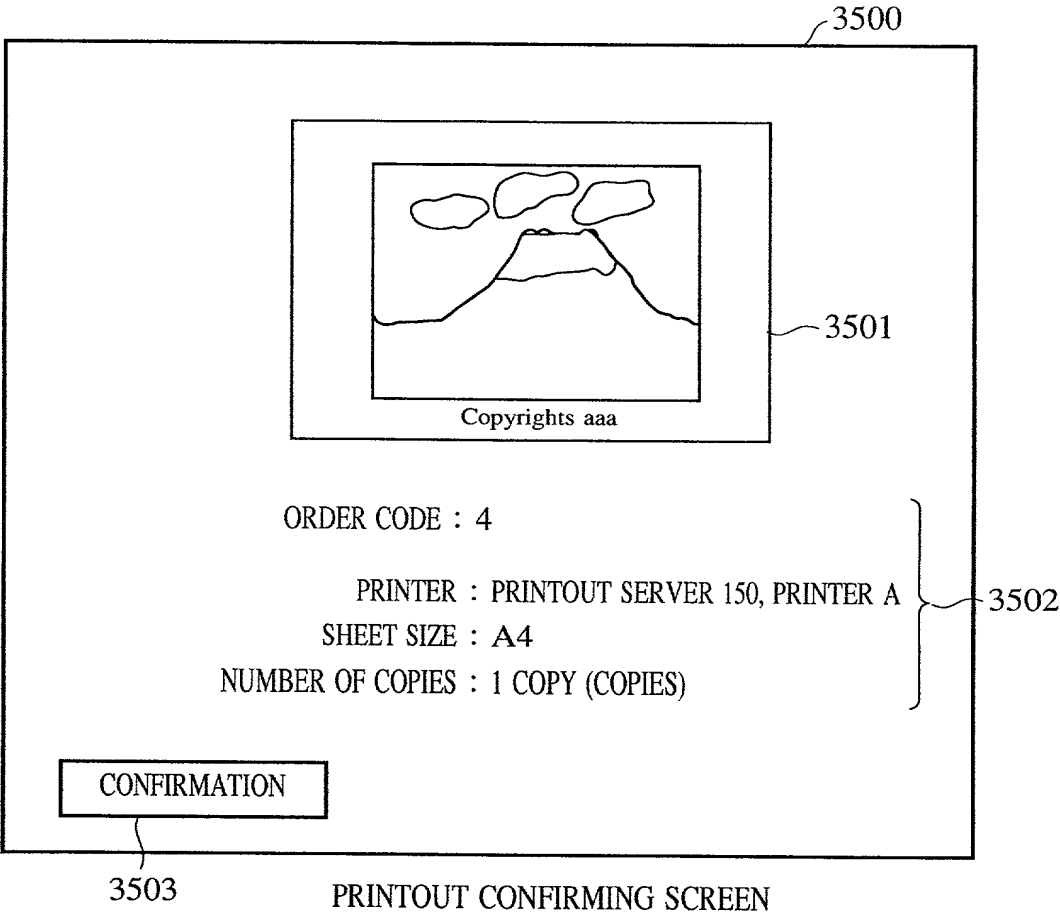 3500
3501
Copyrights aaa
ORDER CODE : 4
PRINTER : PRINTOUT SERVER 150, PRINTER A
3502
SHEET SIZE : A4
NUMBER OF COPIES : 1 COPY (COPIES)
CONFIRMATION
3503
PRINTOUT CONFIRMING SCREEN